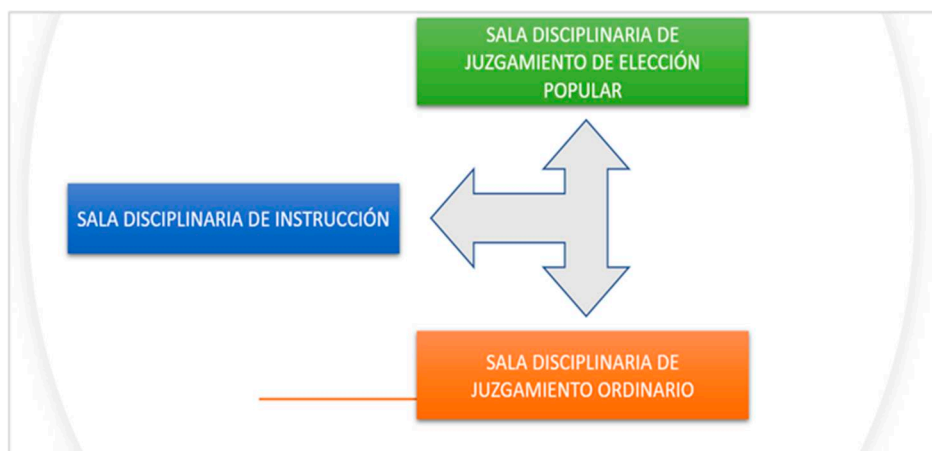 SALA DISCIPLINARIA DE
JUZGAMIENTO DE ELECCIÓN
POPULAR
SALA DISCIPLINARIA DE INSTRUCCIÓN
SALA DISCIPLINARIA DE
JUZGAMIENTO ORDINARIO